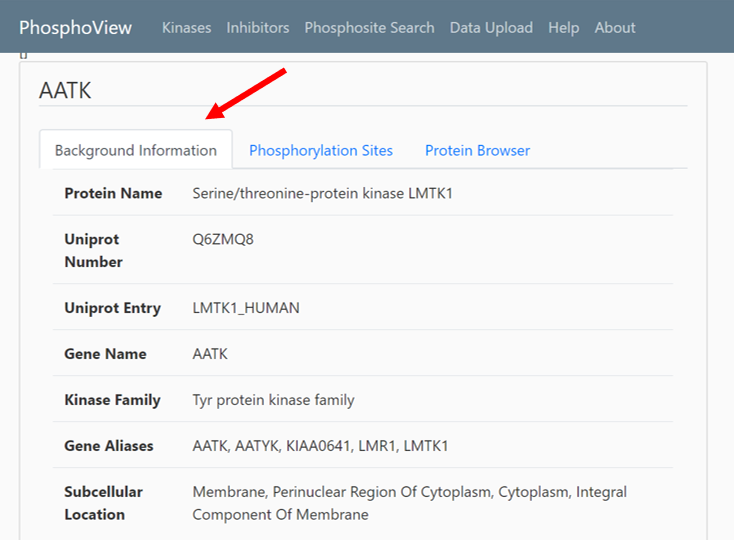 PhosphoView Kinases Inhibitors Phosphosite Search Data Upload Help About
AATK
Background Information Phosphorylation Sites Protein Browser
Protein Name Serine/threonine-protein kinase LMTK1
Uniprot Q6ZMQ8
Number
Uniprot Entry LMTK1_HUMAN
Gene Name AATK
Kinase Family Tyr protein kinase family
Gene Aliases AATK, AATYK, KIAA0641, LMR1, LMTK1
Subcellular Membrane, Perinuclear Region Of Cytoplasm, Cytoplasm, Integral
Location Component Of Membrane